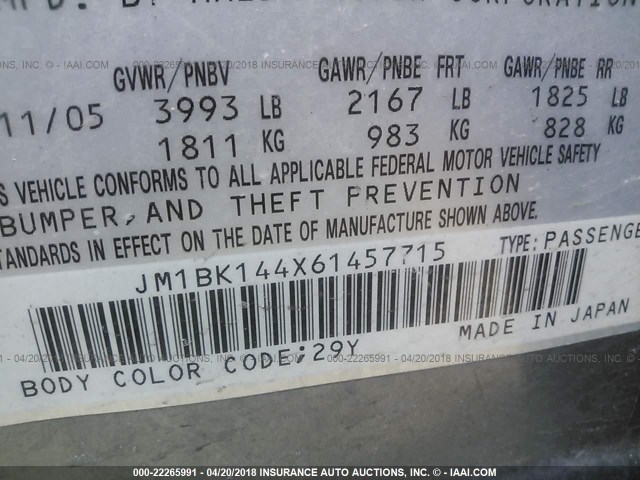 CORPORATION
GVWR/PNBV GAWR/PNBE FRT GAWR/PNBE RR
11/05 3993 LB 2167 LB 1825 LB
1811 KG 983 KG 828 KG
S VEHICLE CONFORMS TO ALL APPLICABLE FEDERAL MOTOR VEHICLE SAFETY
BUMPER, AND THEFT PREVENTION
TANDARDS IN EFFECT ON THE DATE OF MANUFACTURE SHOWN ABOVE.
JM1BK144X61457715 TYPE: PASSENGE
BODY COLOR CODE;29Y MADE IN JAPAN
000-22265991 - 04/20/2018 INSURANCE AUTO AUCTIONS, INC. - © IAAI.COM